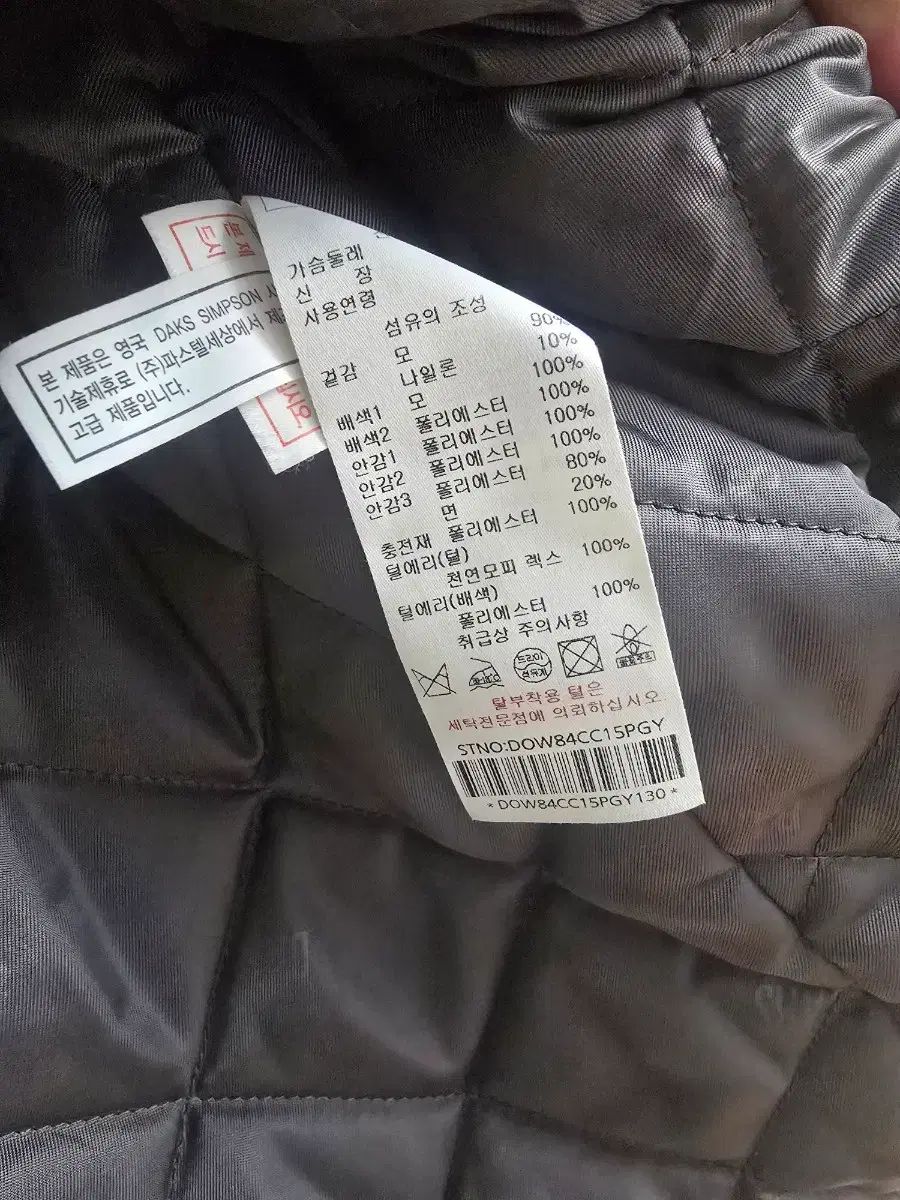 본 제품은 영국 DAKS SIMPSON
기술제휴로 (주)파스텔세상에서
고급 제품입니다.
가슴둘레
신 장
사용연령
섬유의 조성
겉감 모 90%
나일론 10%
배색1 모 100%
배색2 폴리에스터 100%
안감1 폴리에스터 100%
안감2 폴리에스터 100%
안감3 폴리에스터 80%
면 20%
충전재 폴리에스터 100%
털에리(털)
천연모피 렉스 100%
털에리(배색)
폴리에스터 100%
취급상 주의사항
드라이
석유계
탈부착용 털은
세탁전문점에 의뢰하십시오
STNO:DOW84CC15PGY
*DOW84CC15PGY130*